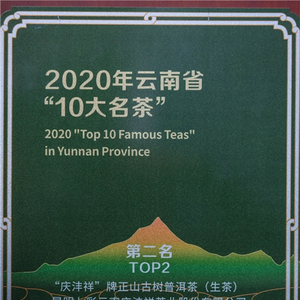 2020年云南省
“10大名茶”
2020 "Top 10 Famous Teas"
in Yunnan Province
第二名
TOP2
“庆沣祥”牌正山古树普洱茶（生茶）